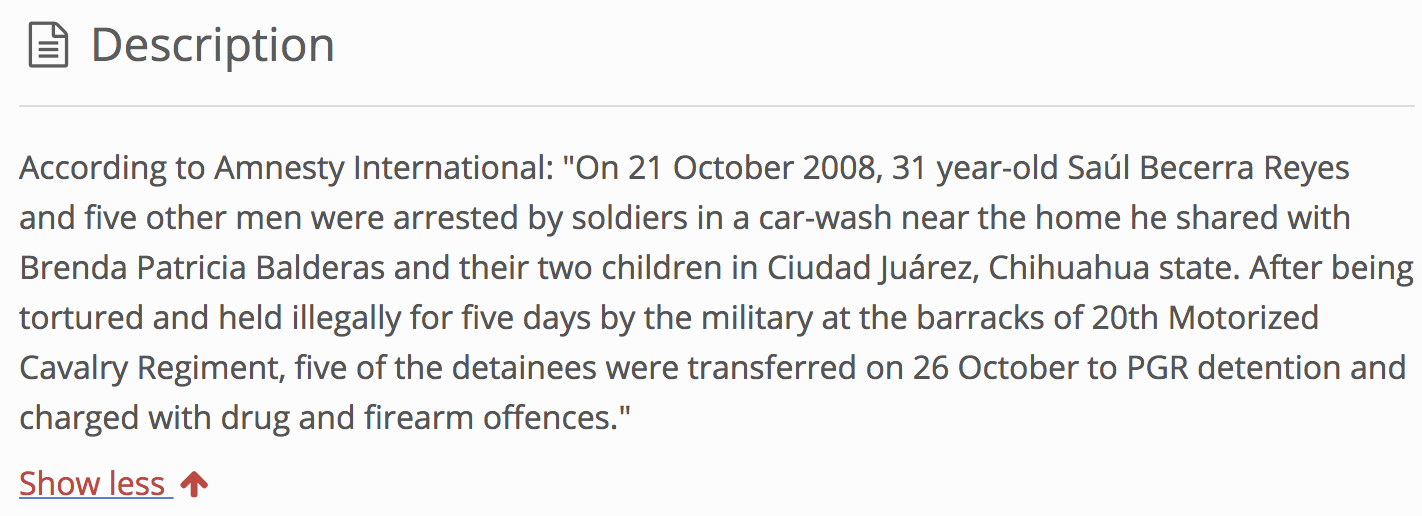 Description
According to Amnesty International: "On 21 October 2008, 31 year-old Saúl Becerra Reyes
and five other men were arrested by soldiers in a car-wash near the home he shared with
Brenda Patricia Balderas and their two children in Ciudad Juárez, Chihuahua state. After being
tortured and held illegally for five days by the military at the barracks of 20th Motorized
Cavalry Regiment, five of the detainees were transferred on 26 October to PGR detention and
charged with drug and firearm offences."
Show less